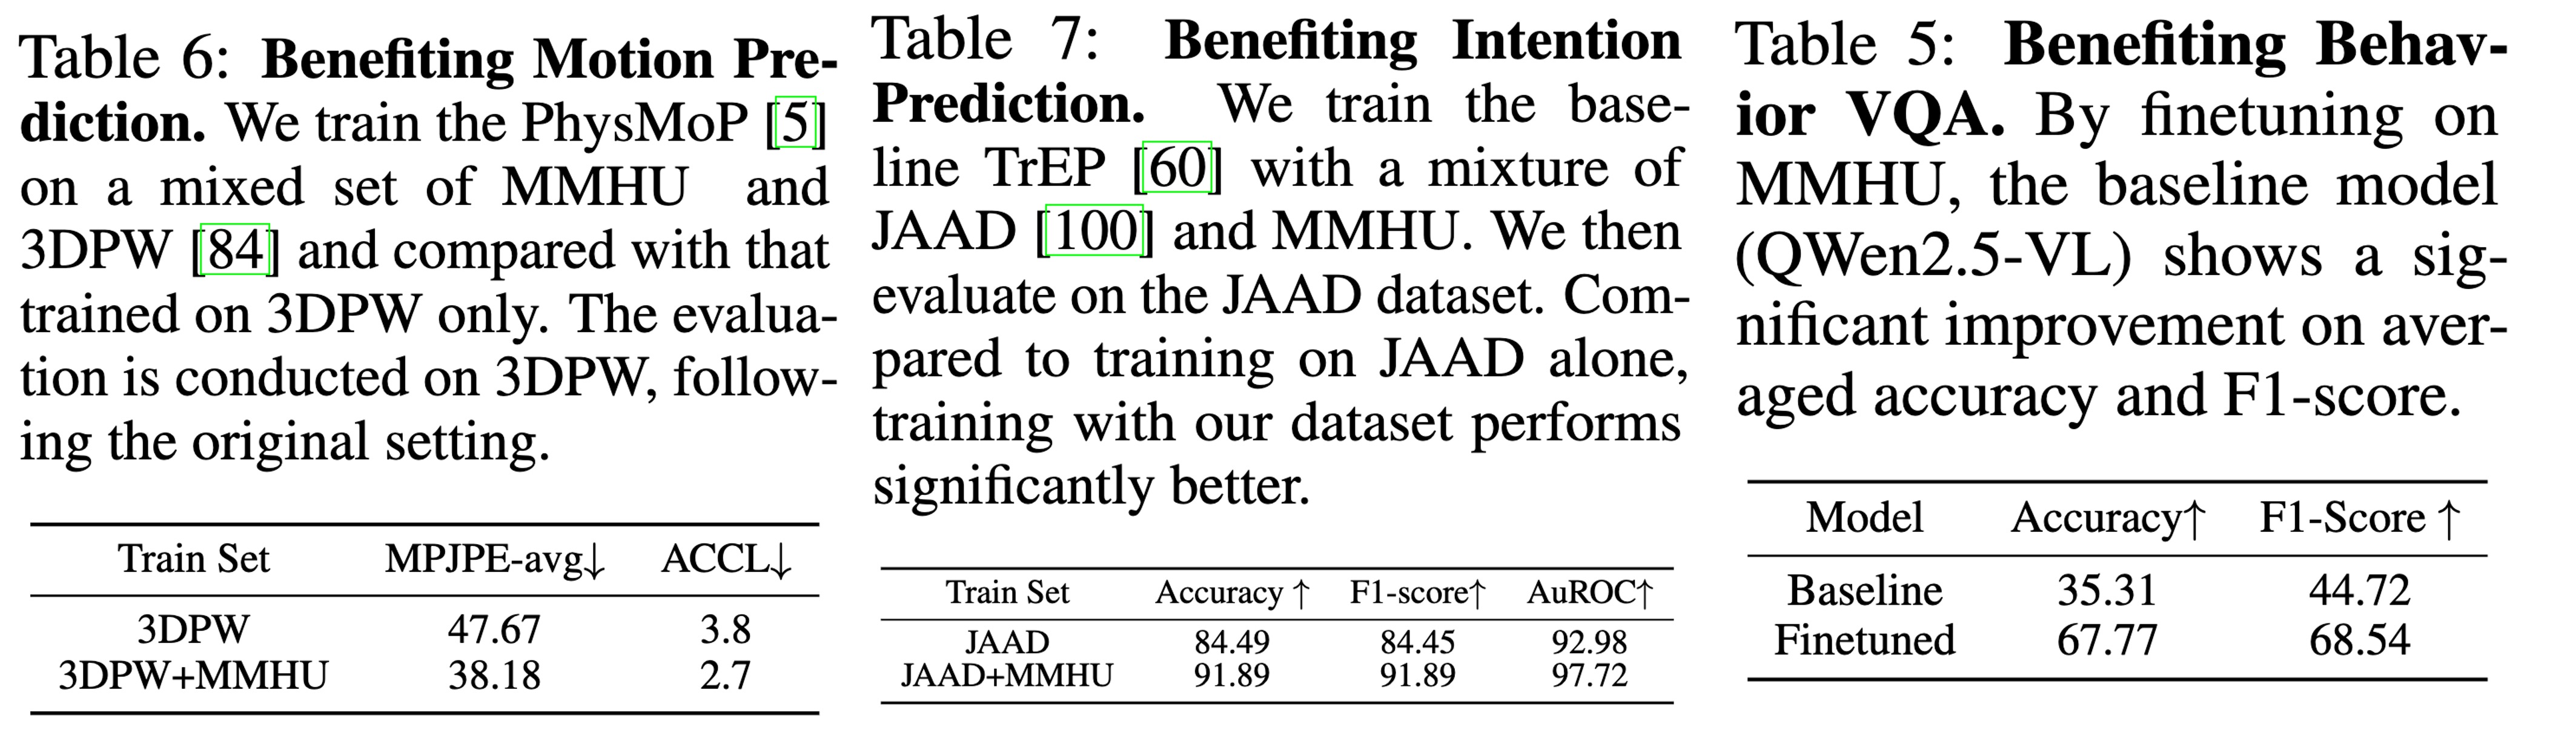 Table 6: Benefiting Motion Pre-
diction. We train the PhysMoP [5]
on a mixed set of MMHU and
3DPW [84] and compared with that
trained on 3DPW only. The evalua-
tion is conducted on 3DPW, follow-
ing the original setting.
Train Set MPJPE-avg↓ ACCL↓
3DPW 47.67 3.8
3DPW+MMHU 38.18 2.7
Table 7: Benefiting Intention
Prediction. We train the base-
line TrEP [60] with a mixture of
JAAD [100] and MMHU. We then
evaluate on the JAAD dataset. Com-
pared to training on JAAD alone,
training with our dataset performs
significantly better.
Train Set Accuracy ↑ F1-score↑ AuROC↑
JAAD 84.49 84.45 92.98
JAAD+MMHU 91.89 91.89 97.72
Table 5: Benefiting Behav-
ior VQA. By finetuning on
MMHU, the baseline model
(QWen2.5-VL) shows a sig-
nificant improvement on aver-
aged accuracy and F1-score.
Model Accuracy↑ F1-Score ↑
Baseline 35.31 44.72
Finetuned 67.77 68.54